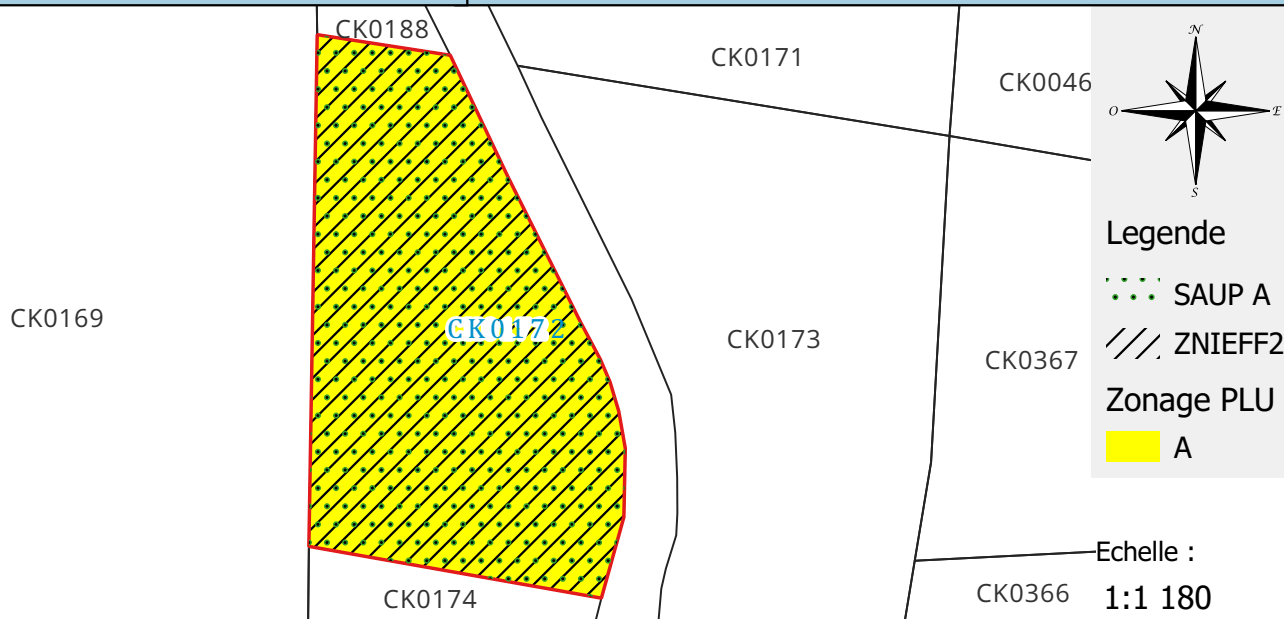 CK0188
CK0171
CK0046
N
O
E
S
Legende
SAUP A
ZNIEFF2
Zonage PLU
A
CK0169
CK0172
CK0173
CK0367
CK0174
CK0366
Echelle :
1:1 180